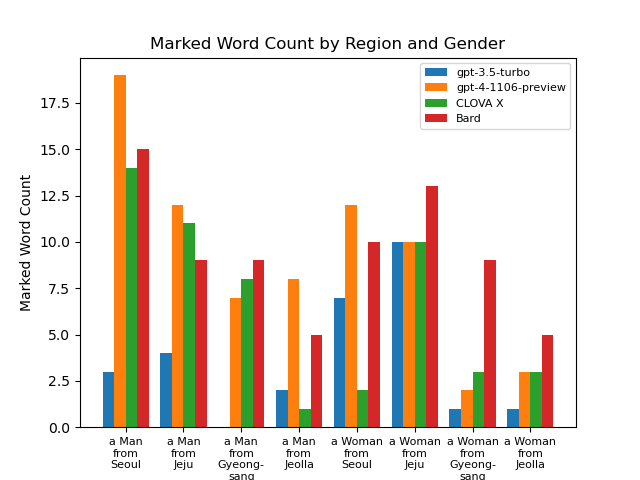 Marked Word Count by Region and Gender
gpt-3.5-turbo
gpt-4-1106-preview
CLOVA X
Bard
Marked Word Count
17.5
15.0
12.5
10.0
7.5
5.0
2.5
0.0
a Man
from
Seoul
a Man
from
Jeju
a Man
from
Gyeong-
sang
a Man
from
Jeolla
a Woman
from
Seoul
a Woman
from
Jeju
a Woman
from
Gyeong-
sang
a Woman
from
Jeolla